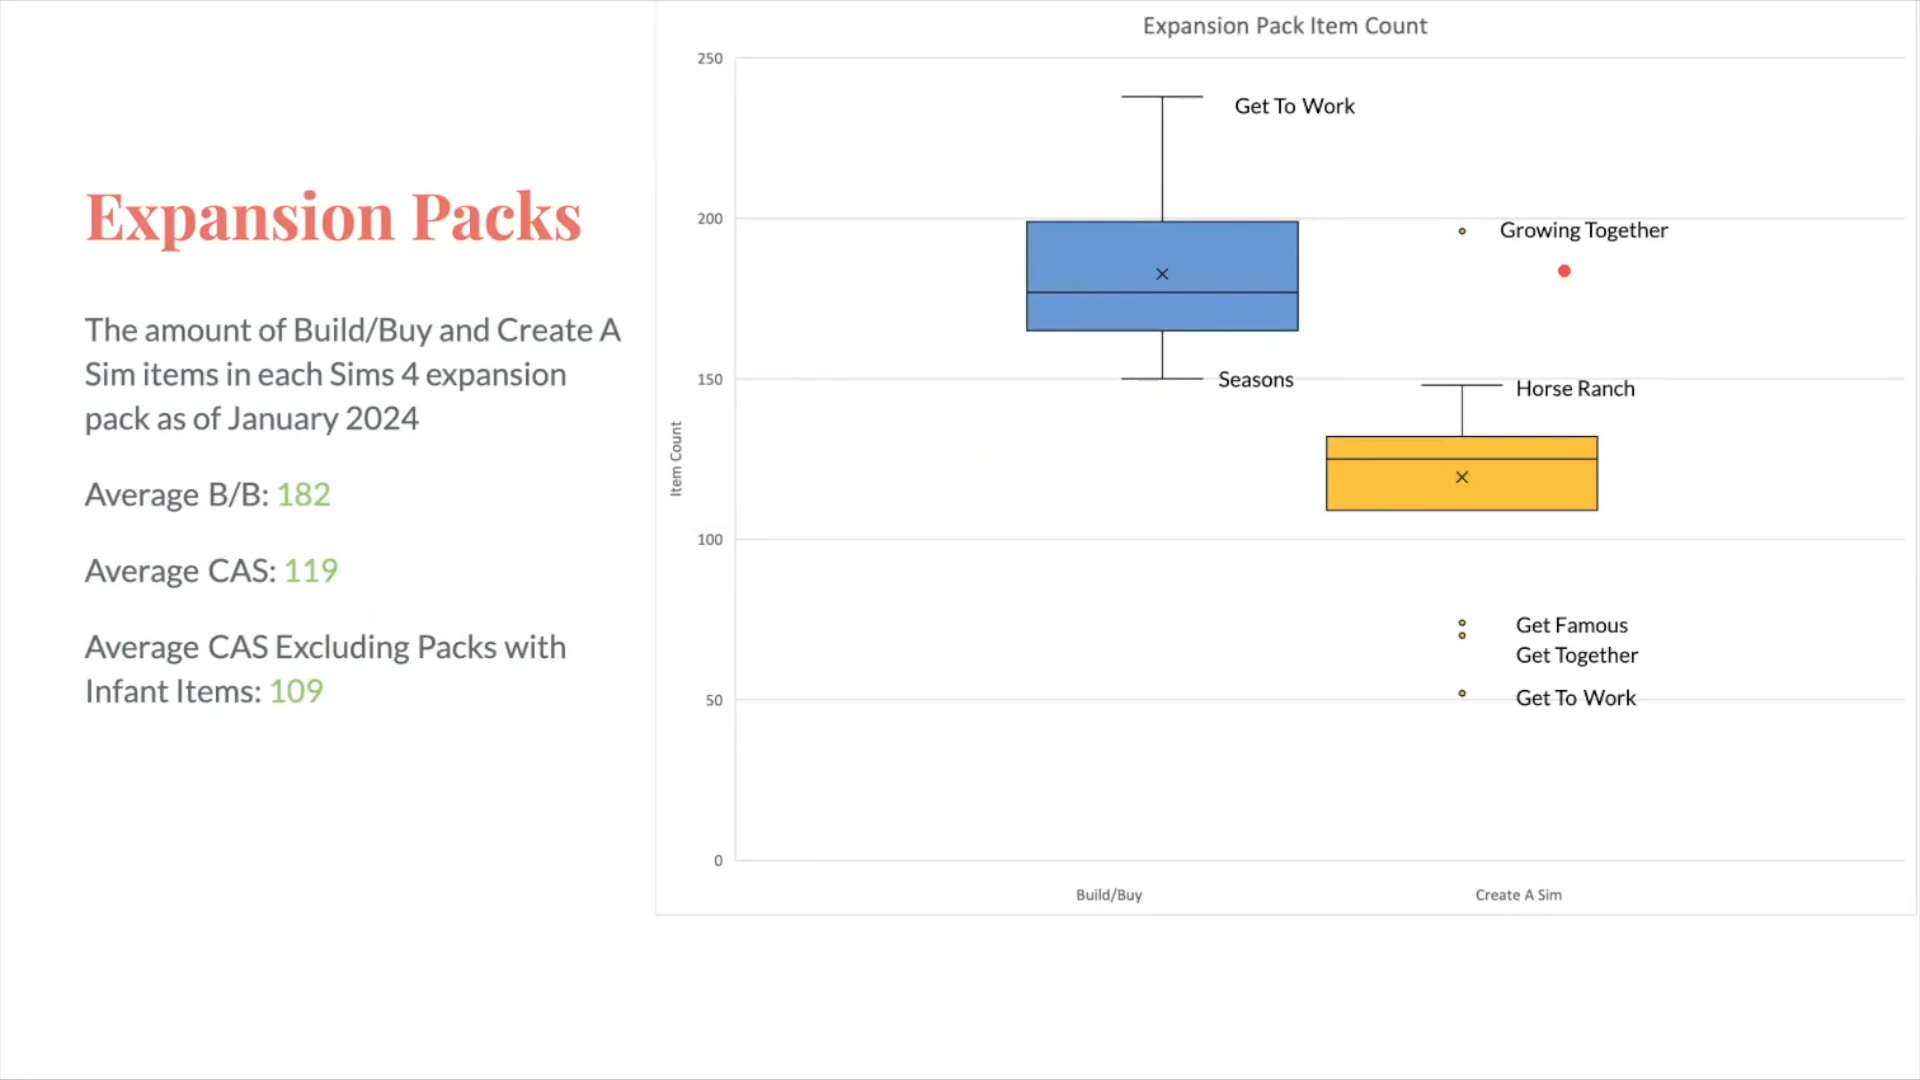 Expansion Packs
The amount of Build/Buy and Create A
Sim items in each Sims 4 expansion
pack as of January 2024
Average B/B: 182
Average CAS: 119
Average CAS Excluding Packs with
Infant Items: 109
Expansion Pack Item Count
250
200
150
100
50
0
Item Count
Get To Work
Growing Together
Seasons
Horse Ranch
Get Famous
Get Together
Get To Work
Build/Buy
Create A Sim